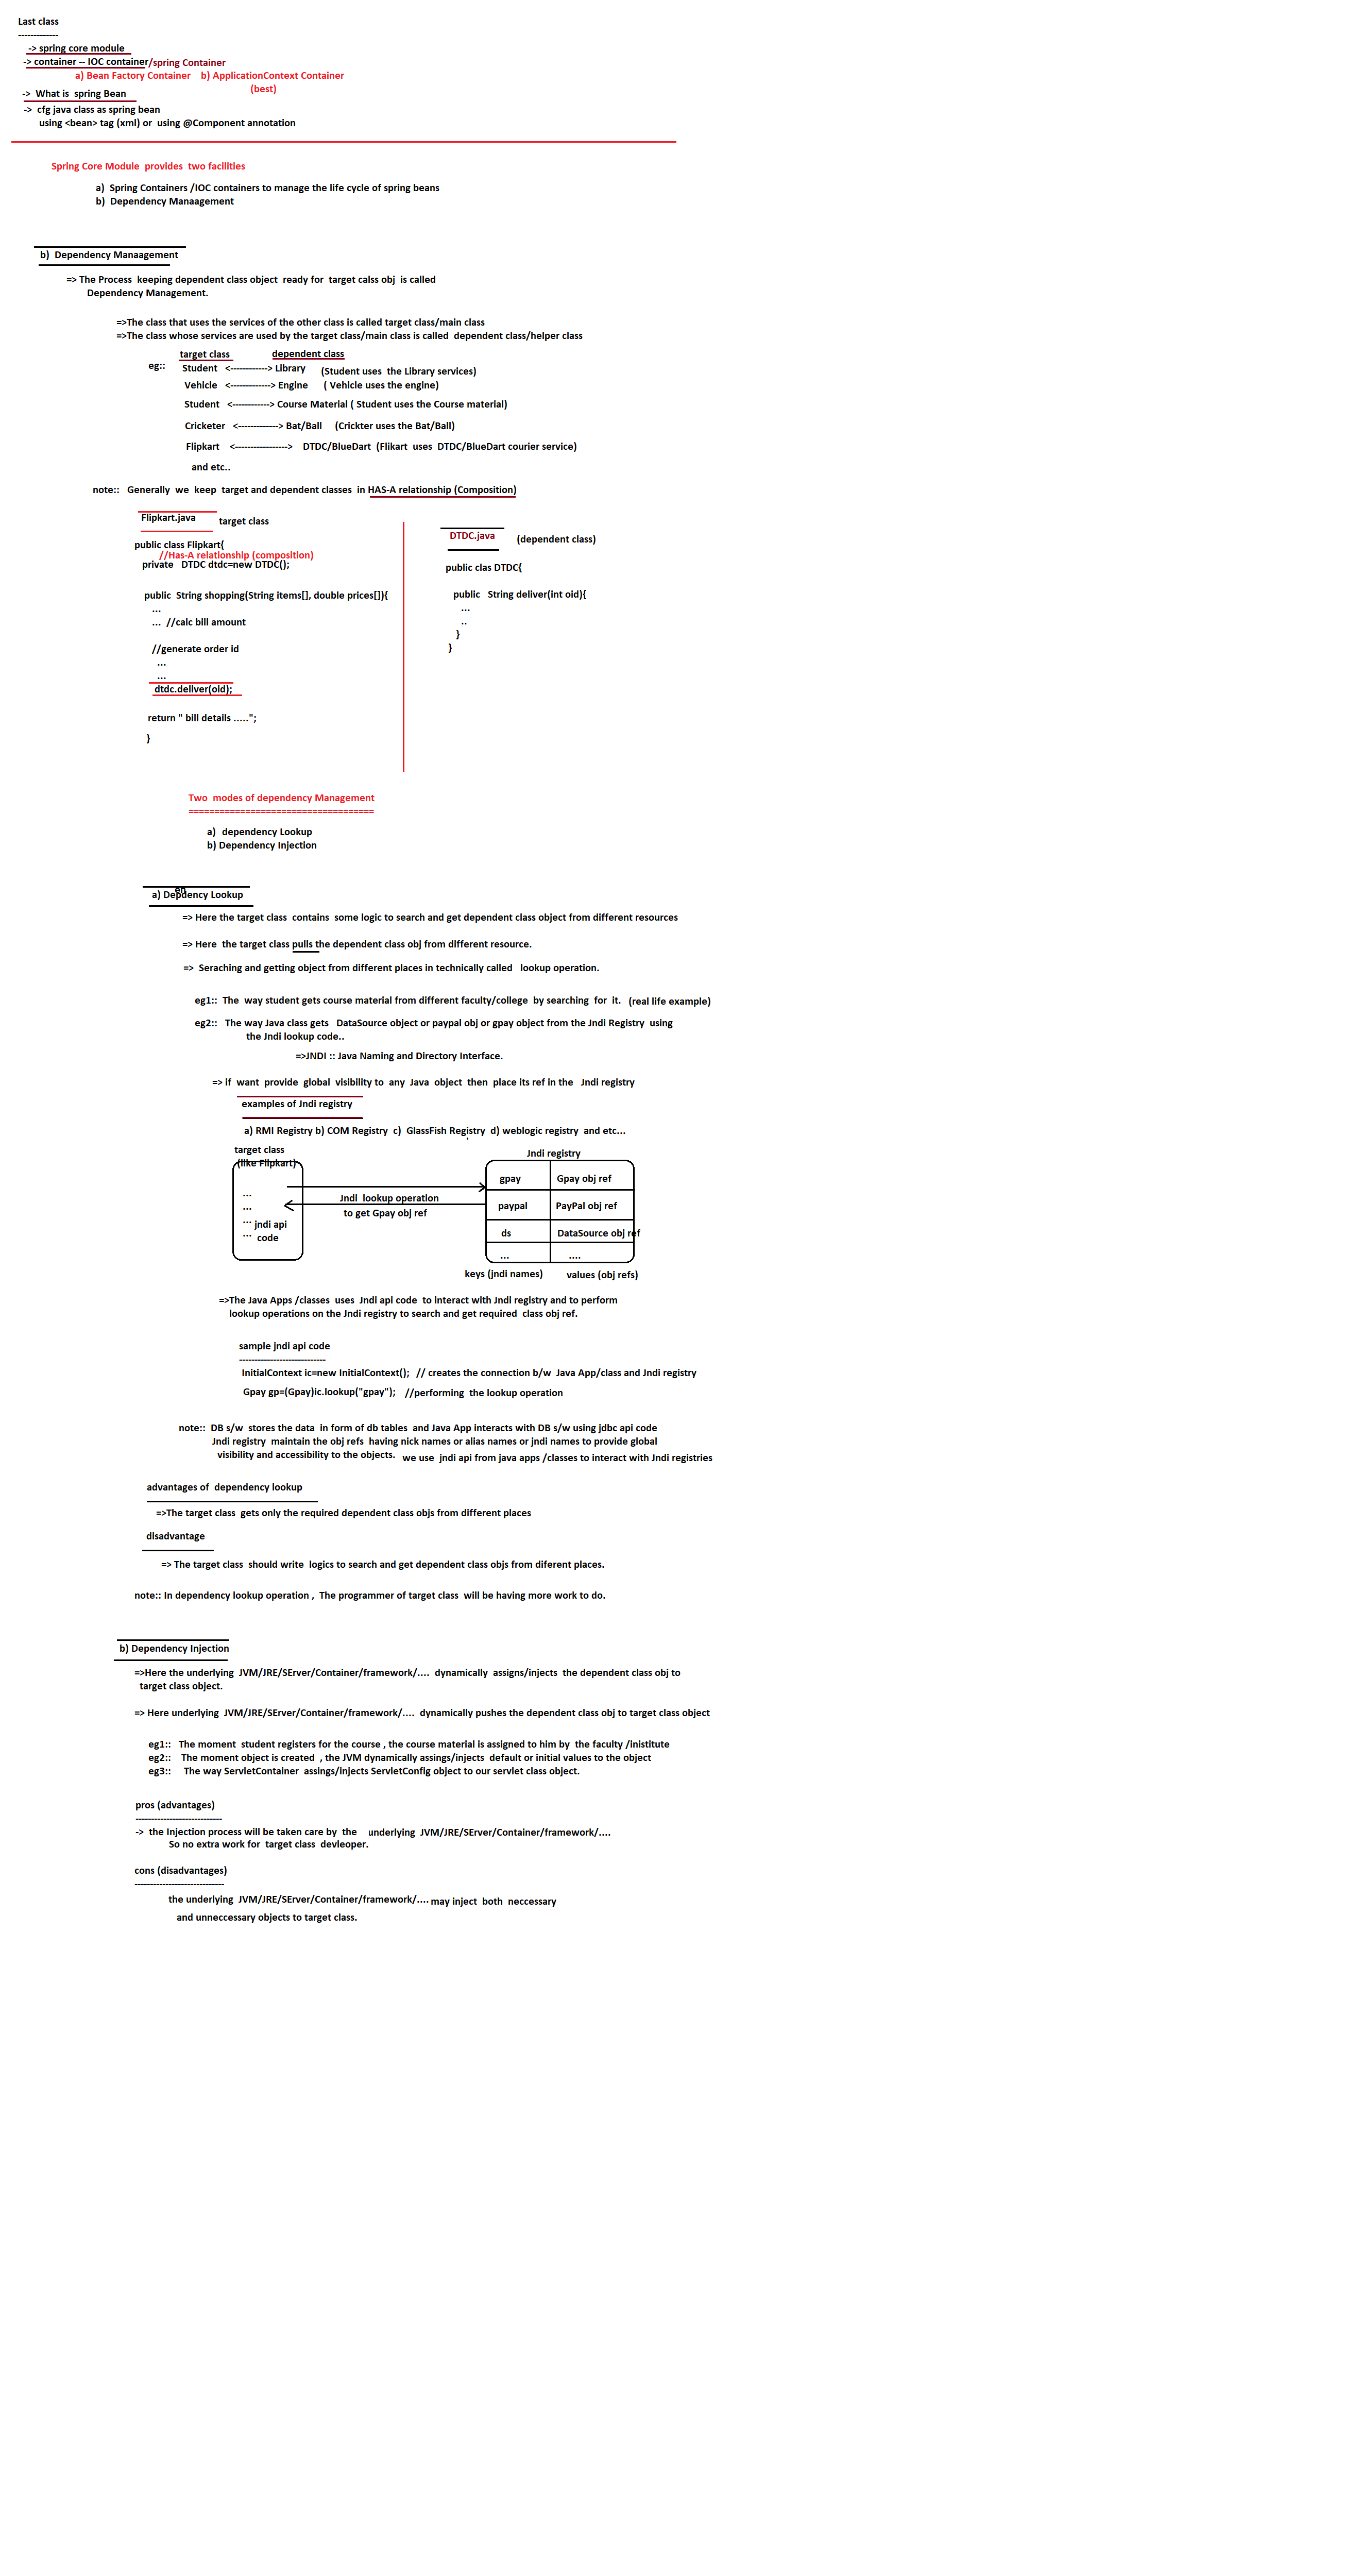 Last class
-------------
-> spring core module
-> container -- IOC container/spring Container
a) Bean Factory Container    b) ApplicationContext Container
(best)
->  What is  spring Bean
->  cfg java class as spring bean
using <bean> tag (xml) or  using @Component annotation
Spring Core Module  provides  two facilities
a)  Spring Containers /IOC containers to manage the life cycle of spring beans
b)  Dependency Manaagement
b)  Dependency Manaagement
=> The Process  keeping dependent class object  ready for  target calss obj  is called
Dependency Management.
=>The class that uses the services of the other class is called target class/main class
=>The class whose services are used by the target class/main class is called  dependent class/helper class
target class    dependent class
eg::    Student   <------------> Library    (Student uses  the Library services)
Vehicle   <-------------> Engine    ( Vehicle uses the engine)
Student   <------------> Course Material ( Student uses the Course material)
Cricketer   <-------------> Bat/Ball    (Crickter uses the Bat/Ball)
Flipkart    <---------------->    DTDC/BlueDart  (Flikart  uses  DTDC/BlueDart courier service)
and etc..
note::   Generally  we  keep  target and dependent classes  in HAS-A relationship (Composition)
Flipkart.java    target class
public class Flipkart{
//Has-A relationship (composition)
private   DTDC dtdc=new DTDC();
public  String shopping(String items[], double prices[]){
...
...  //calc bill amount
//generate order id
...
...
dtdc.deliver(oid);
return " bill details .....";
}
DTDC.java    (dependent class)
public clas DTDC{
public   String deliver(int oid){
...
..
}
}
Two  modes of dependency Management
====================================
a)  dependency Lookup
b) Dependency Injection
en
a) Depdency Lookup
=> Here the target class  contains  some logic to search and get dependent class object from different resources
=> Here  the target class pulls the dependent class obj from different resource.
=>  Seraching and getting object from different places in technically called   lookup operation.
eg1::  The  way student gets course material from different faculty/college  by searching  for  it.   (real life example)
eg2::   The way Java class gets   DataSource object or paypal obj or gpay object from the Jndi Registry  using
the Jndi lookup code..
=>JNDI :: Java Naming and Directory Interface.
=> if  want  provide  global  visibility to  any  Java  object  then  place its ref in the   Jndi registry
examples of Jndi registry
a) RMI Registry b) COM Registry  c)  GlassFish Registry  d) weblogic registry  and etc...
target class
(like Flipkart)
...
...
... jndi api
... code
Jndi  lookup operation
to get Gpay obj ref
Jndi registry
gpay    Gpay obj ref
paypal    PayPal obj ref
ds    DataSource obj ref
...    ....
keys (jndi names)    values (obj refs)
=>The Java Apps /classes  uses  Jndi api code  to interact with Jndi registry and to perform
lookup operations on the Jndi registry to search and get required  class obj ref.
sample jndi api code
----------------------------
InitialContext ic=new InitialContext();   // creates the connection b/w  Java App/class and Jndi registry
Gpay gp=(Gpay)ic.lookup("gpay");    //performing  the lookup operation
note::  DB s/w  stores the data  in form of db tables  and Java App interacts with DB s/w using jdbc api code
Jndi registry  maintain the obj refs  having nick names or alias names or jndi names to provide global
visibility and accessibility to the objects.   we use  jndi api from java apps /classes to interact with Jndi registries
advantages of  dependency lookup
=>The target class  gets only the required dependent class objs from different places
disadvantage
=> The target class  should write  logics to search and get dependent class objs from diferent places.
note:: In dependency lookup operation ,  The programmer of target class  will be having more work to do.
b) Dependency Injection
=>Here the underlying  JVM/JRE/SErver/Container/framework/....  dynamically  assigns/injects  the dependent class obj to
target class object.
=> Here underlying  JVM/JRE/SErver/Container/framework/....  dynamically pushes the dependent class obj to target class object
eg1::   The moment  student registers for the course , the course material is assigned to him by  the faculty /inistitute
eg2::    The moment object is created  , the JVM dynamically assings/injects  default or initial values to the object
eg3::     The way ServletContainer  assings/injects ServletConfig object to our servlet class object.
pros (advantages)
----------------------------
->  the Injection process will be taken care by  the    underlying  JVM/JRE/SErver/Container/framework/....
So no extra work for  target class  devleoper.
cons (disadvantages)
-----------------------------
the underlying  JVM/JRE/SErver/Container/framework/.... may inject  both  neccessary
and unneccessary objects to target class.